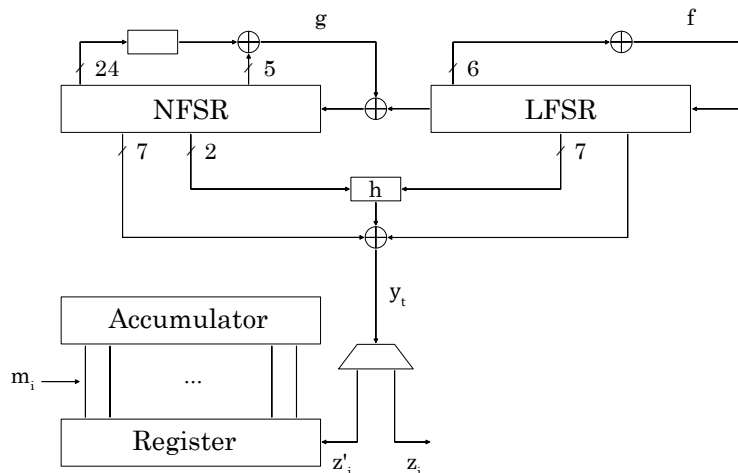 g
f
24
5
6
NFSR
LFSR
7
2
7
h
y_t
Accumulator
m_i
...
Register
z'_i
z_i